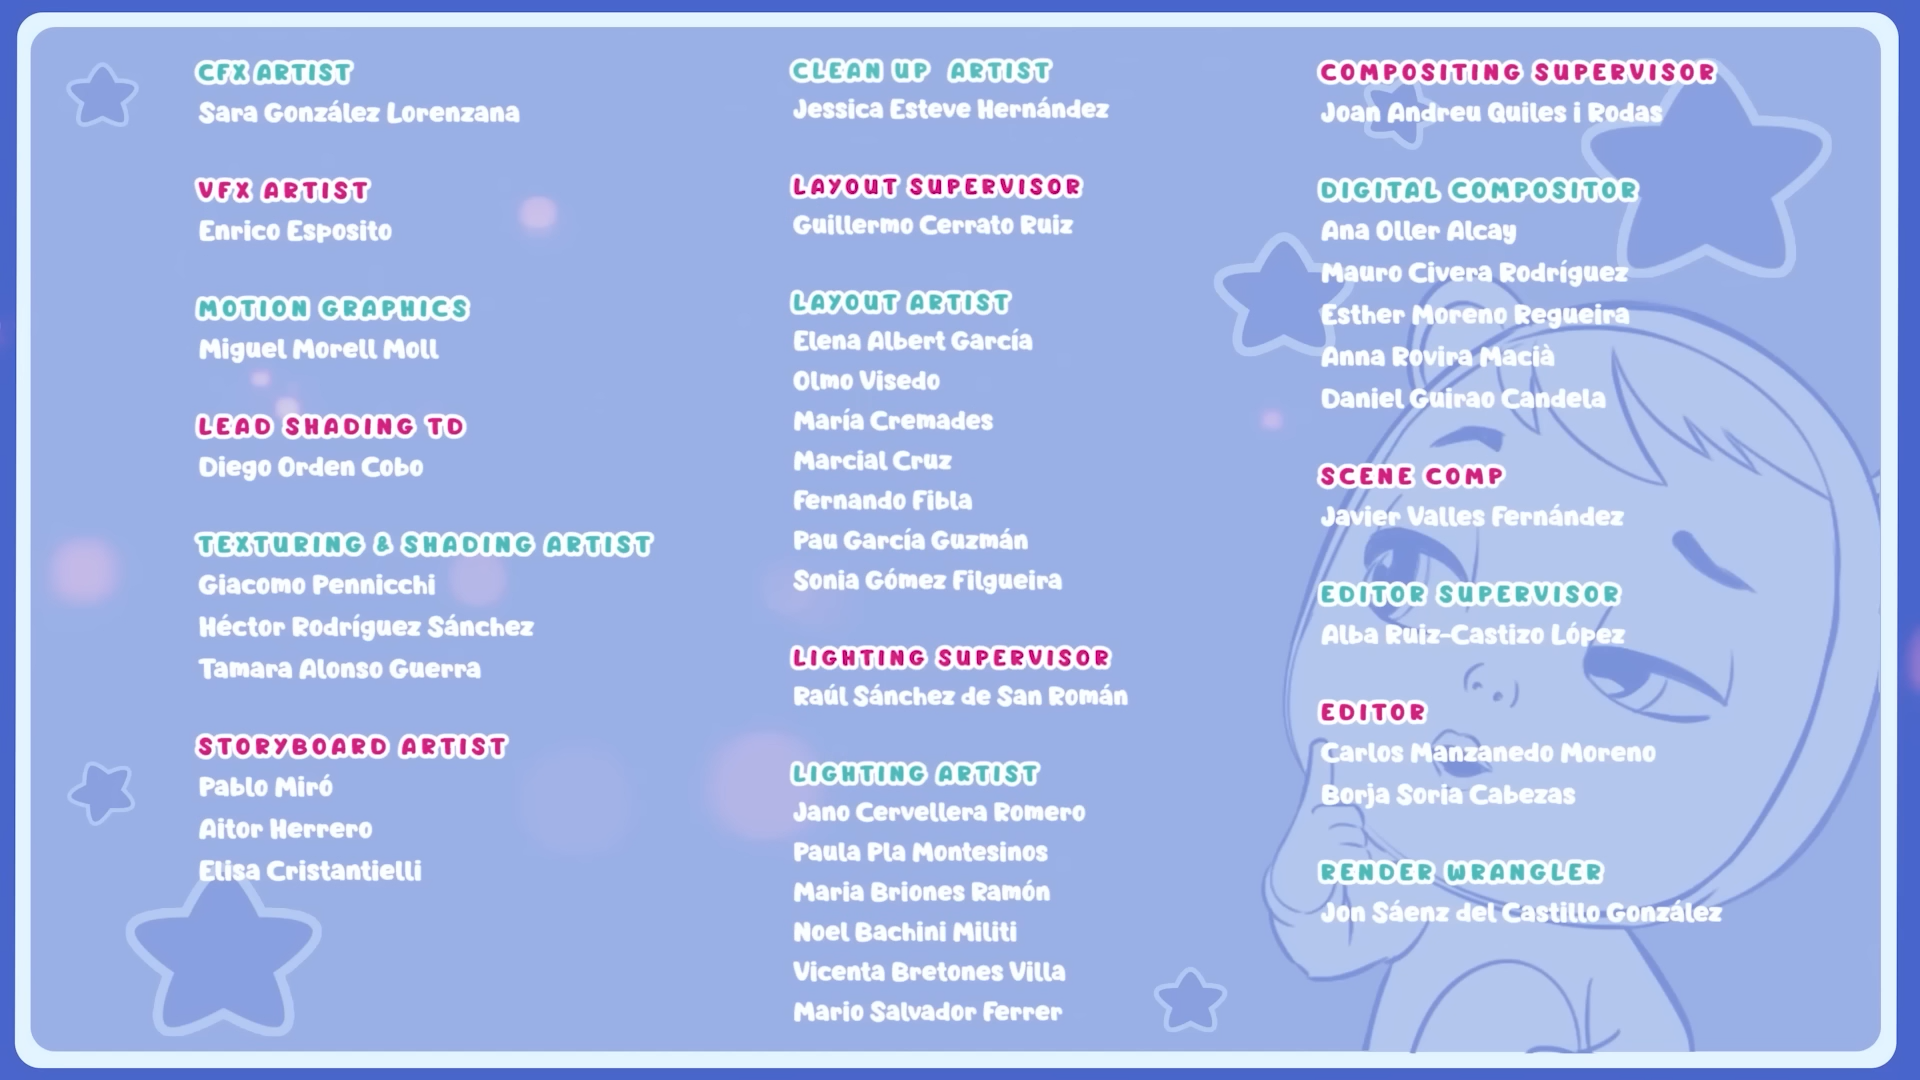 CFX ARTIST
Sara González Lorenzana
VFX ARTIST
Enrico Esposito
MOTION GRAPHICS
Miguel Morell Moll
LEAD SHADING TD
Diego Orden Cobo
TEXTURING & SHADING ARTIST
Giacomo Pennicchi
Héctor Rodríguez Sánchez
Tamara Alonso Guerra
STORYBOARD ARTIST
Pablo Miró
Aitor Herrero
Elisa Cristantielli
CLEAN UP ARTIST
Jessica Esteve Hernández
LAYOUT SUPERVISOR
Guillermo Cerrato Ruiz
LAYOUT ARTIST
Elena Albert García
Olmo Visedo
María Cremades
Marcial Cruz
Fernando Fibla
Pau García Guzmán
Sonia Gómez Filgueira
LIGHTING SUPERVISOR
Raúl Sánchez de San Román
LIGHTING ARTIST
Jano Cervellera Romero
Paula Pla Montesinos
Maria Briones Ramón
Noel Bachini Militi
Vicenta Bretones Villa
Mario Salvador Ferrer
COMPOSITING SUPERVISOR
Joan Andreu Quiles i Rodas
DIGITAL COMPOSITOR
Ana Oller Alcay
Mauro Civera Rodríguez
Esther Moreno Regueira
Anna Rovira Macià
Daniel Guirao Candela
SCENE COMP
Javier Valles Fernández
EDITOR SUPERVISOR
Alba Ruiz-Castizo López
EDITOR
Carlos Manzanedo Moreno
Borja Soria Cabezas
RENDER WRANGLER
Jon Sáenz del Castillo González